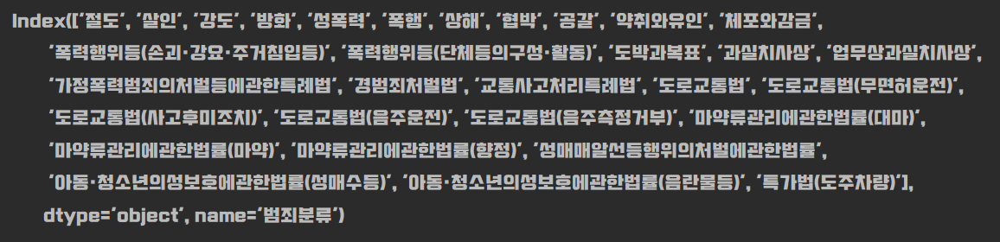 Index(['절도', '살인', '강도', '방화', '성폭력', '폭행', '상해', '협박', '공갈', '약취와유인', '체포와감금',
'폭력행위등(손괴·강요·주거침입등)', '폭력행위등(단체등의구성·활동)', '도박과복표', '과실치사상', '업무상과실치사상',
'가정폭력범죄의처벌등에관한특례법', '경범죄처벌법', '교통사고처리특례법', '도로교통법', '도로교통법(무면허운전)',
'도로교통법(사고후미조치)', '도로교통법(음주운전)', '도로교통법(음주측정거부)', '마약류관리에관한법률(대마)',
'마약류관리에관한법률(마약)', '마약류관리에관한법률(향정)', '성매매알선등행위의처벌에관한법률',
'아동·청소년의성보호에관한법률(성매수등)', '아동·청소년의성보호에관한법률(음란물등)', '특가법(도주차량)'],
dtype='object', name='범죄분류')